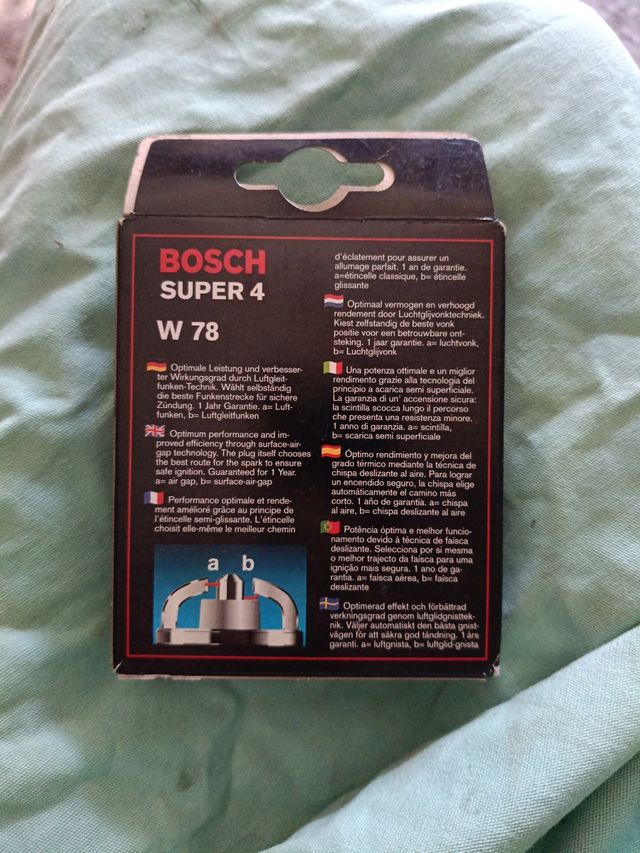 BOSCH
SUPER 4
W 78
Optimale Leistung und verbesser-
ter Wirkungsgrad durch Luftgleit-
funken-Technik. Wählt selbständig
die beste Funkenstrecke für sichere
Zündung. 1 Jahr Garantie. a= Luft-
funken, b= Luftgleitfunken
Optimum performance and im-
proved efficiency through surface-air-
gap technology. The plug itself chooses
the best route for the spark to ensure
safe ignition. Guaranteed for 1 Year.
a= air gap, b= surface-air-gap
Performance optimale et rende-
ment amélioré grâce au principe de
l'étincelle semi-glissante. L'étincelle
choisit elle-même le meilleur chemin
a b
d'éclatement pour assurer un
allumage parfait. 1 an de garantie.
a=étincelle classique, b= étincelle
glissante
Optimaal vermogen en verhoogd
rendement door Luchtglijvonktechniek.
Kiest zelfstandig de beste vonk
positie voor een betrouwbare ont-
steking. 1 jaar garantie. a= luchtvonk,
b= Luchtglijvonk
Una potenza ottimale e un miglior
rendimento grazie alla tecnologia del
principio a scarica semi superficiale.
La garanzia di un' accensione sicura:
la scintilla scocca lungo il percorso
che presenta una resistenza minore.
1 anno di garanzia. a= scintilla,
b= scarica semi superficiale
Óptimo rendimiento y mejora del
grado térmico mediante la técnica de
chispa deslizante al aire. Para lograr
un encendido seguro, la chispa elige
automáticamente el camino más
corto. 1 año de garantía. a= chispa
al aire, b= chispa deslizante al aire
Potência óptima e melhor funcio-
namento devido à técnica de faisca
deslizante. Selecciona por si mesma
o melhor trajecto da faisca para uma
ignição mais segura. 1 ano de ga-
rantia. a= faisca aérea, b= faisca
deslizante
Optimerad effekt och förbättrad
verkningsgrad genom luftglidgnisttek-
nik. Väljer automatiskt den bästa gnist-
vägen för att säkra god tändning. 1 års
garanti. a= luftgnista, b= luftglid-gnista